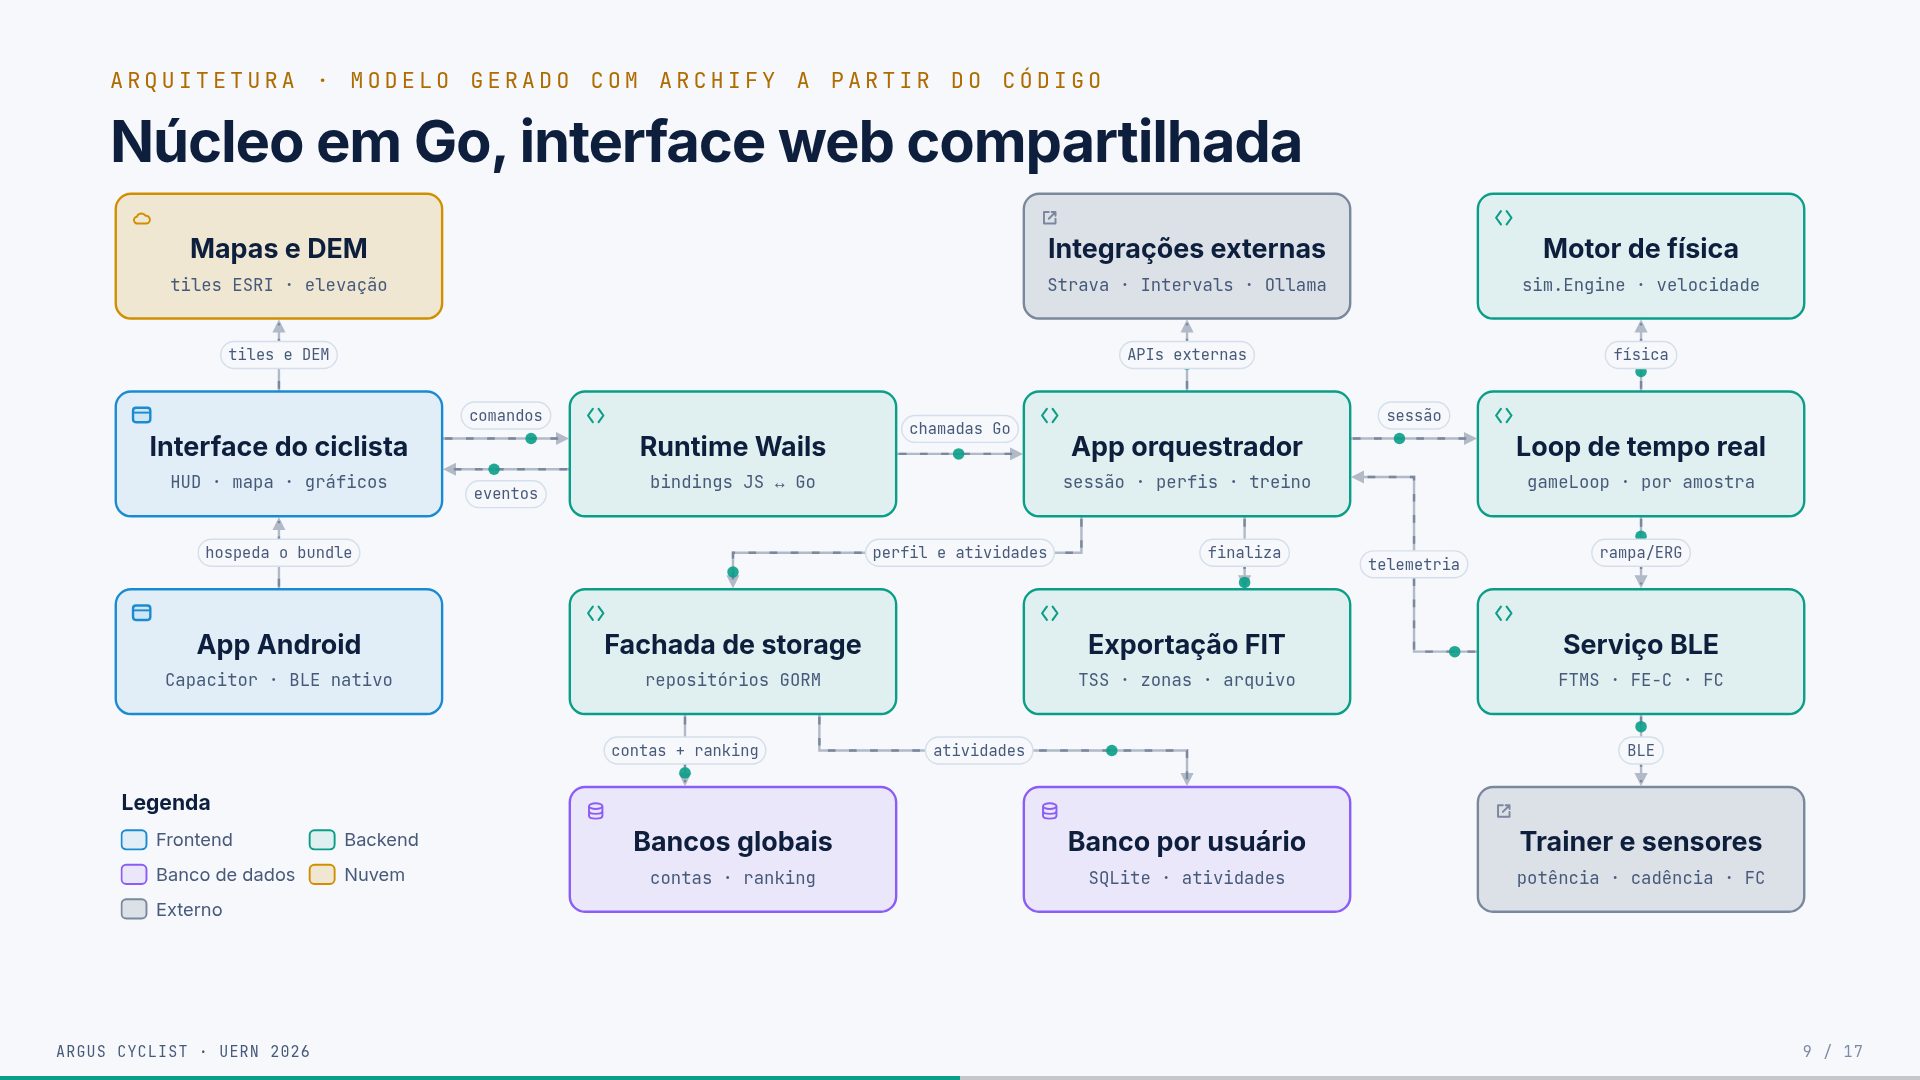 ARQUITETURA · MODELO GERADO COM ARCHIFY A PARTIR DO CÓDIGO
Núcleo em Go, interface web compartilhada
Mapas e DEM
tiles ESRI · elevação
Integrações externas
Strava · Intervals · Ollama
Motor de física
sim.Engine · velocidade
tiles e DEM
APIs externas
física
Interface do ciclista
HUD · mapa · gráficos
comandos
eventos
Runtime Wails
bindings JS ↔ Go
chamadas Go
App orquestrador
sessão · perfis · treino
sessão
Loop de tempo real
gameLoop · por amostra
hospeda o bundle
perfil e atividades
finaliza
telemetria
rampa/ERG
App Android
Capacitor · BLE nativo
Fachada de storage
repositórios GORM
Exportação FIT
TSS · zonas · arquivo
Serviço BLE
FTMS · FE-C · FC
contas + ranking
atividades
BLE
Bancos globais
contas · ranking
Banco por usuário
SQLite · atividades
Trainer e sensores
potência · cadência · FC
Legenda
Frontend
Backend
Banco de dados
Nuvem
Externo
ARGUS CYCLIST · UERN 2026
9 / 17